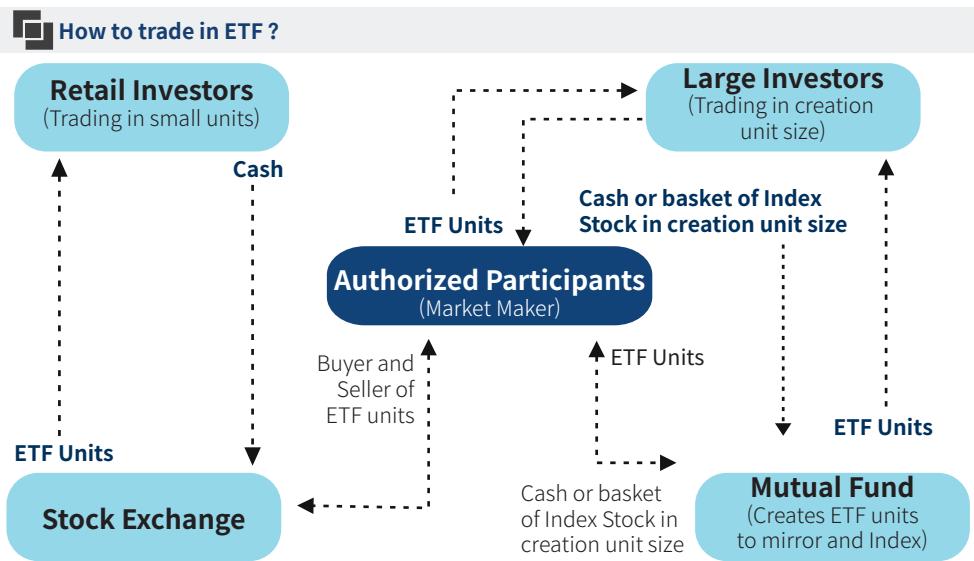 How to trade in ETF ?
Retail Investors
(Trading in small units)
Large Investors
(Trading in creation
unit size)
Cash
Cash or basket of Index
Stock in creation unit size
ETF Units
Authorized Participants
(Market Maker)
Buyer and
Seller of
ETF units
ETF Units
ETF Units
ETF Units
Stock Exchange
Cash or basket
of Index Stock in
creation unit size
Mutual Fund
(Creates ETF units
to mirror and Index)